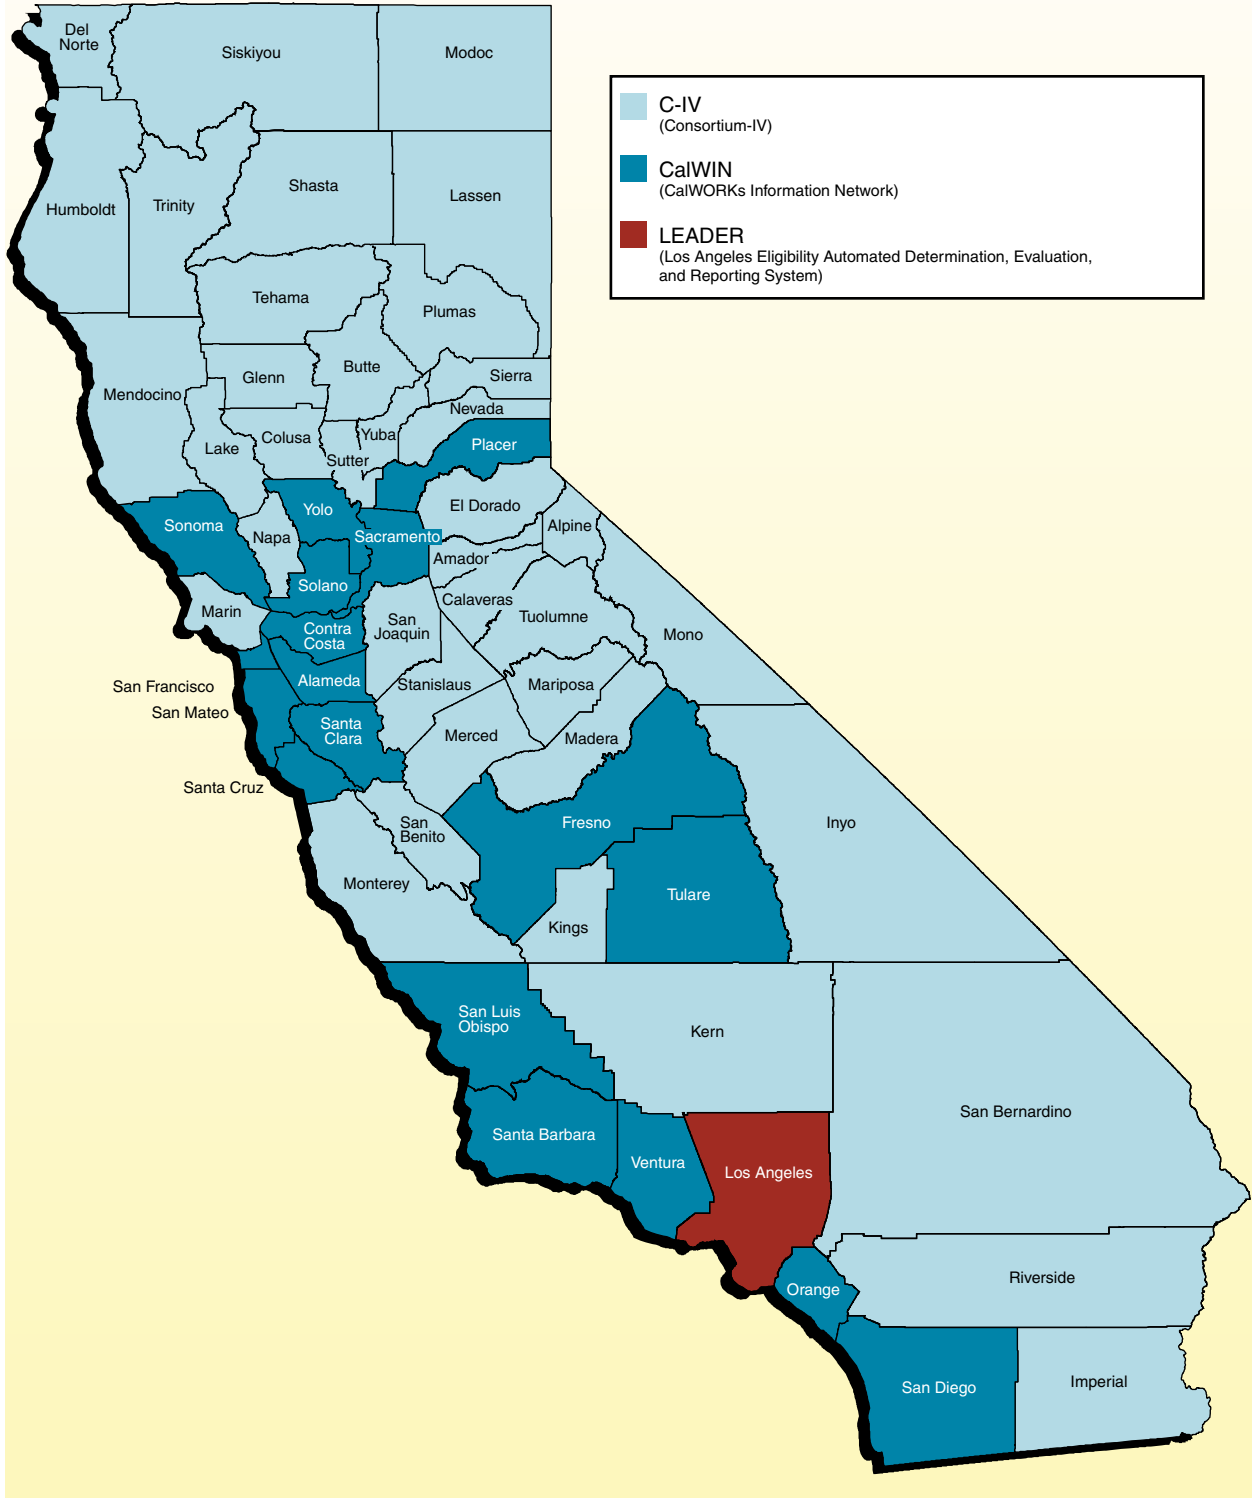 Del
Norte
Siskiyou
Modoc
C-IV
(Consortium-IV)
CalWIN
(CalWORKs Information Network)
LEADER
(Los Angeles Eligibility Automated Determination, Evaluation,
and Reporting System)
Humboldt
Trinity
Shasta
Lassen
Tehama
Plumas
Butte
Glenn
Sierra
Mendocino
Nevada
Lake
Colusa
Yuba
Sutter
Placer
El Dorado
Sonoma
Yolo
Napa
Sacramento
Alpine
Amador
Solano
Calaveras
Marin
Tuolumne
San
Joaquin
Contra
Costa
Mono
Alameda
Stanislaus
Mariposa
San Francisco
San Mateo
Santa
Clara
Merced
Madera
Santa Cruz
San
Benito
Fresno
Inyo
Monterey
Tulare
Kings
San Luis
Obispo
Kern
San Bernardino
Santa Barbara
Ventura
Los Angeles
Riverside
Orange
San Diego
Imperial